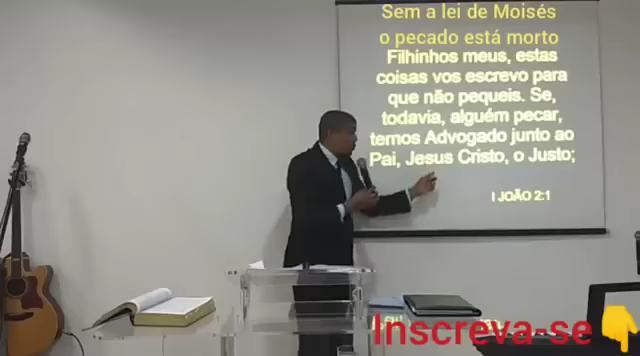 Sem a lei de Moisés
o pecado está morto
Filhinhos meus, estas
coisas vos escrevo para
que não pequeis. Se,
todavia, alguém pecar,
temos Advogado junto ao
Pai, Jesus Cristo, o Justo;
I JOÃO 2:1
Inscreva-se